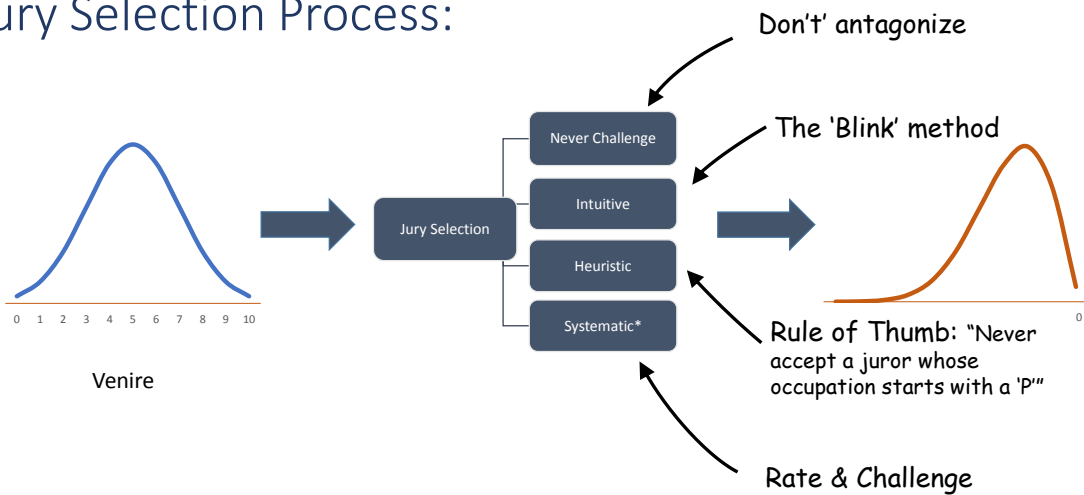 ury Selection Process:
Don't' antagonize
Never Challenge
The 'Blink' method
Intuitive
Jury Selection
Heuristic
Systematic*
0 1 2 3 4 5 6 7 8 9 10
0
Venire
Rule of Thumb: "Never
accept a juror whose
occupation starts with a 'P'"
Rate & Challenge